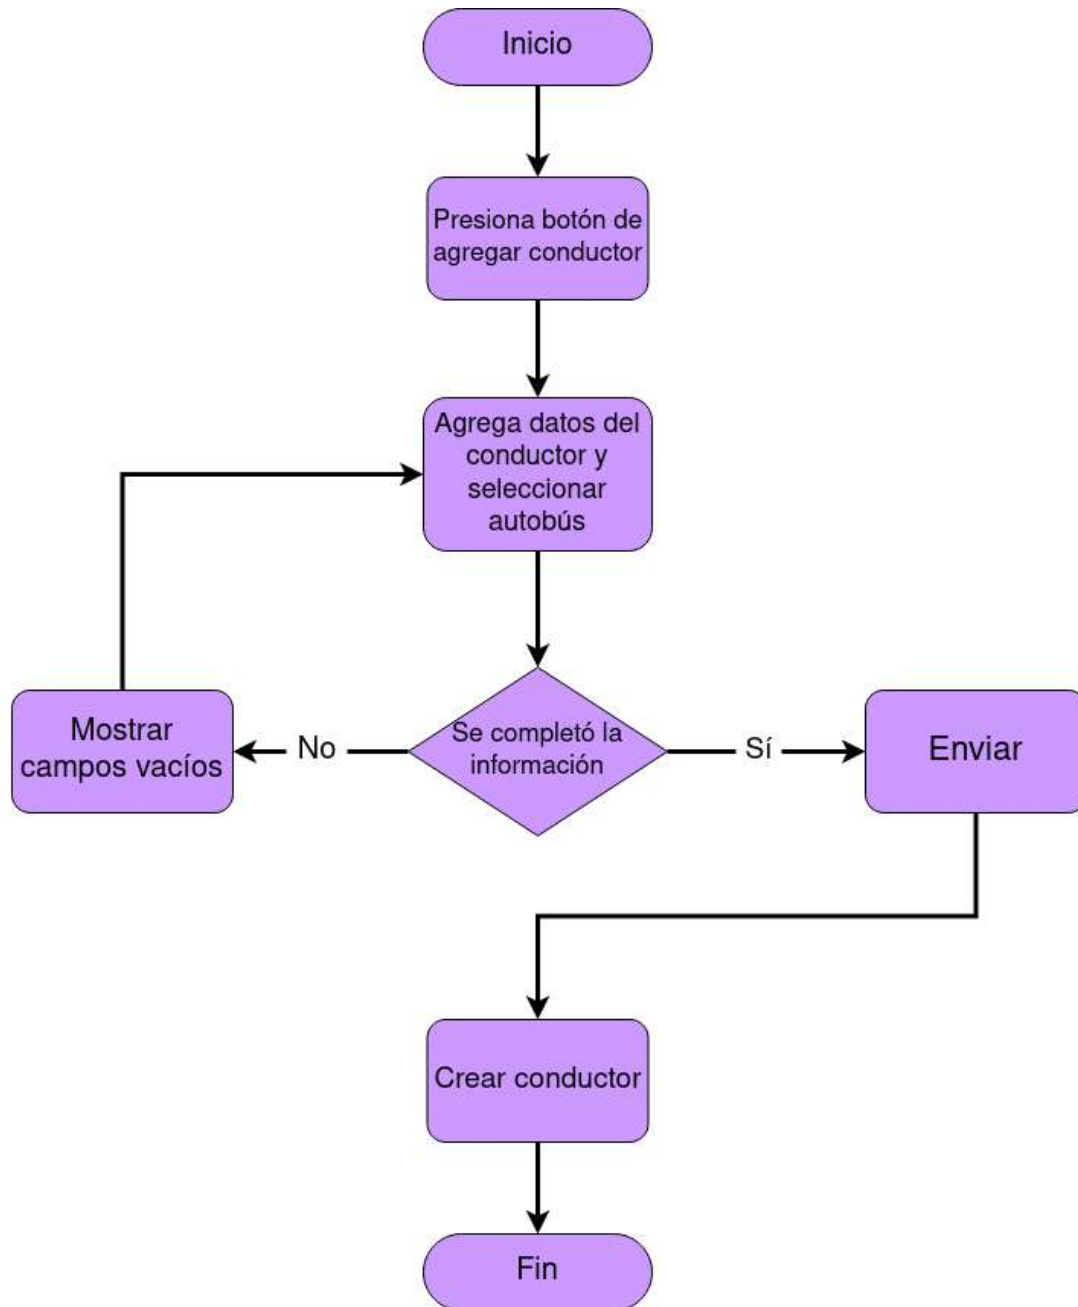 Inicio
Presiona botón de
agregar conductor
Agrega datos del
conductor y
seleccionar
autobús
Se completó la
información
No
Mostrar
campos vacíos
Sí
Enviar
Crear conductor
Fin